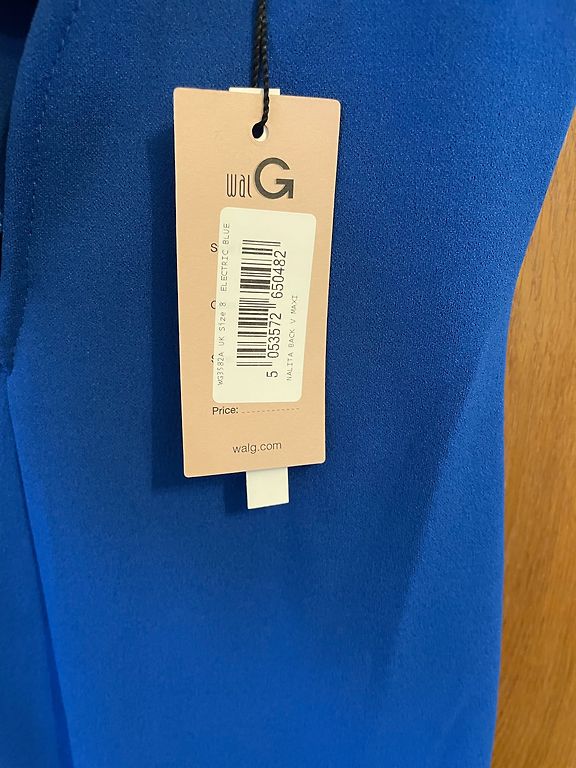 walG
S
WG3582A UK Size 8 ELECTRIC BLUE
5 053572 650482
NALITA BACK V MAXI
Price:
walg.com